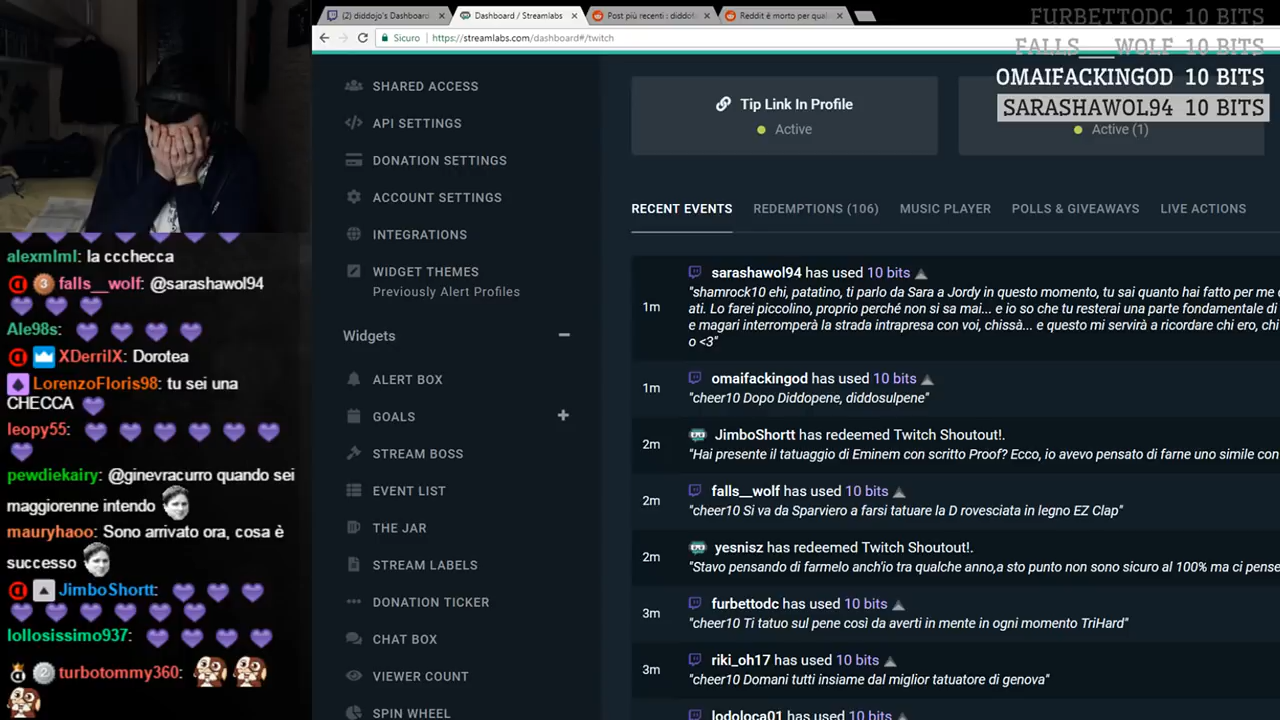 (2) diddojo's Dashboard
Dashboard / Streamlabs
Post più recenti : diddof
Reddit è morto per qual
Sicuro
https://streamlabs.com/dashboard#/twitch
FURBETTODC 10 BITS
FALLS__WOLF 10 BITS
OMAIFACKINGOD 10 BITS
SARASHAWOL94 10 BITS
alexmlml: la ccchecca
3 falls__wolf: @sarashawol94
Ale98s:
XDerrilX: Dorotea
LorenzoFloris98: tu sei una
CHECCA
leopy55:
pewdiekairy: @ginevracurro quando sei
maggiorenne intendo
mauryhaoo: Sono arrivato ora, cosa è
successo
JimboShortt:
lollosissimo937:
2 turbotommy360:
SHARED ACCESS
API SETTINGS
DONATION SETTINGS
ACCOUNT SETTINGS
INTEGRATIONS
WIDGET THEMES
Previously Alert Profiles
Widgets
ALERT BOX
GOALS
STREAM BOSS
EVENT LIST
THE JAR
STREAM LABELS
DONATION TICKER
CHAT BOX
VIEWER COUNT
SPIN WHEEL
Tip Link In Profile
Active
Active (1)
RECENT EVENTS REDEMPTIONS (106) MUSIC PLAYER POLLS & GIVEAWAYS LIVE ACTIONS
1m
sarashawol94 has used 10 bits
"shamrock10 ehi, patatino, ti parlo da Sara a Jordy in questo momento, tu sai quanto hai fatto per me
ati. Lo farei piccolino, proprio perché non si sa mai... e io so che tu resterai una parte fondamentale di
e magari interromperà la strada intrapresa con voi, chissà... e questo mi servirà a ricordare chi ero, chi
o <3"
1m
omaifackingod has used 10 bits
"cheer10 Dopo Diddopene, diddosulpene"
2m
JimboShortt has redeemed Twitch Shoutout!.
"Hai presente il tatuaggio di Eminem con scritto Proof? Ecco, io avevo pensato di farne uno simile con
2m
falls__wolf has used 10 bits
"cheer10 Si va da Sparviero a farsi tatuare la D rovesciata in legno EZ Clap"
2m
yesnisz has redeemed Twitch Shoutout!.
"Stavo pensando di farmelo anch'io tra qualche anno,a sto punto non sono sicuro al 100% ma ci pense
3m
furbettodc has used 10 bits
"cheer10 Ti tatuo sul pene così da averti in mente in ogni momento TriHard"
3m
riki_oh17 has used 10 bits
"cheer10 Domani tutti insiame dal miglior tatuatore di genova"
lodoloca01 has used 10 bits